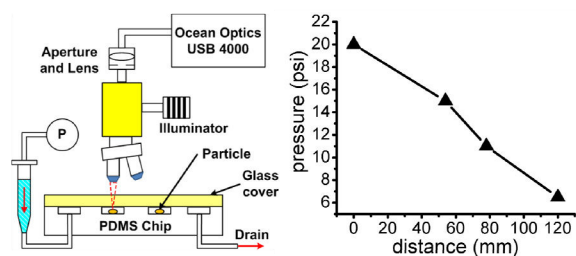 Ocean Optics
USB 4000
Aperture
and Lens
Illuminator
P
Particle
Glass
cover
PDMS Chip
Drain
pressure (psi)
20
18
16
14
12
10
8
6
0
20
40
60
80
100
120
distance (mm)